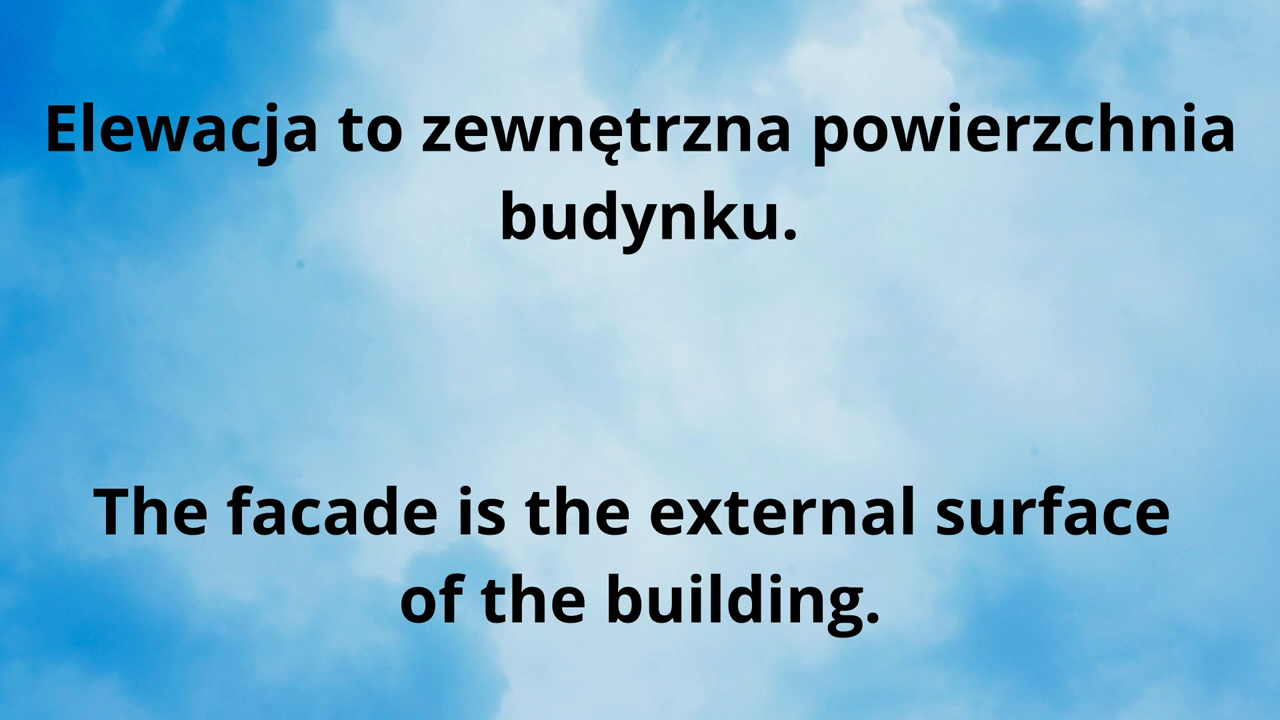 Elewacja to zewnętrzna powierzchnia
budynku.
The facade is the external surface
of the building.